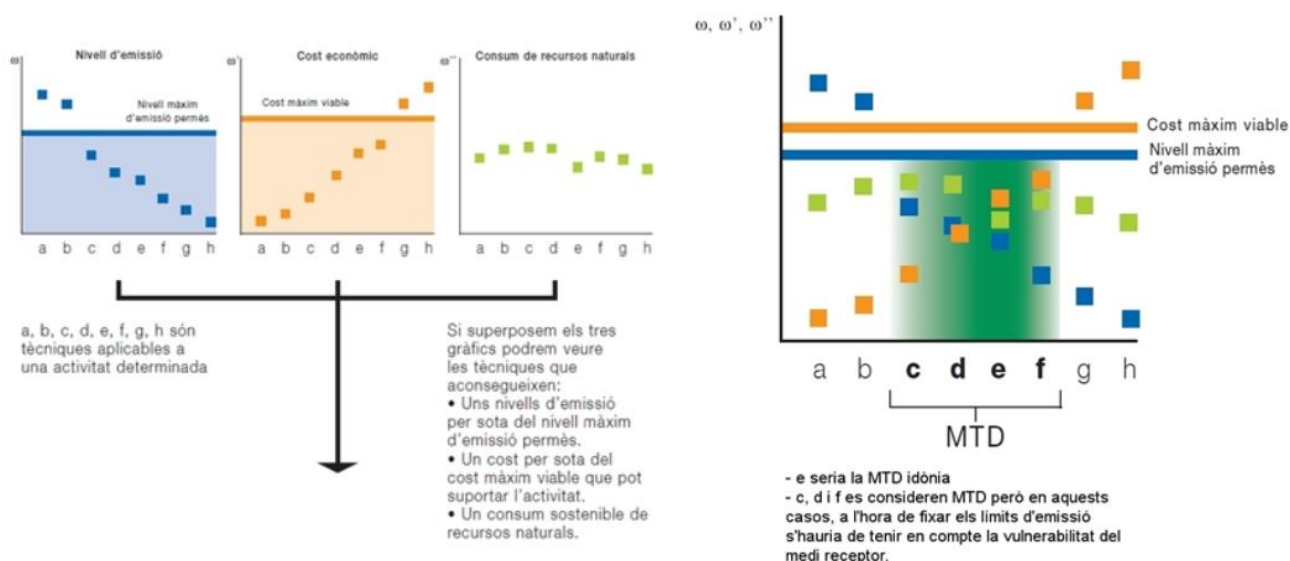 Nivell d'emissió
ω
Nivell màxim
d'emissió permès
a b c d e f g h
Cost econòmic
ω'
Cost màxim viable
a b c d e f g h
Consum de recursos naturals
ω''
a b c d e f g h
a, b, c, d, e, f, g, h són
tècniques aplicables a
una activitat determinada
Si superposem els tres
gràfics podrem veure
les tècniques que
aconsegueixen:
• Uns nivells d'emissió
per sota del nivell màxim
d'emissió permès.
• Un cost per sota del
cost màxim viable que pot
suportar l'activitat.
• Un consum sostenible de
recursos naturals.
ω, ω', ω''
Cost màxim viable
Nivell màxim
d'emissió permès
a b c d e f g h
MTD
- e seria la MTD idònia
- c, d i f es consideren MTD però en aquests
casos, a l'hora de fixar els límits d'emissió
s'hauria de tenir en compte la vulnerabilitat del
medi receptor.